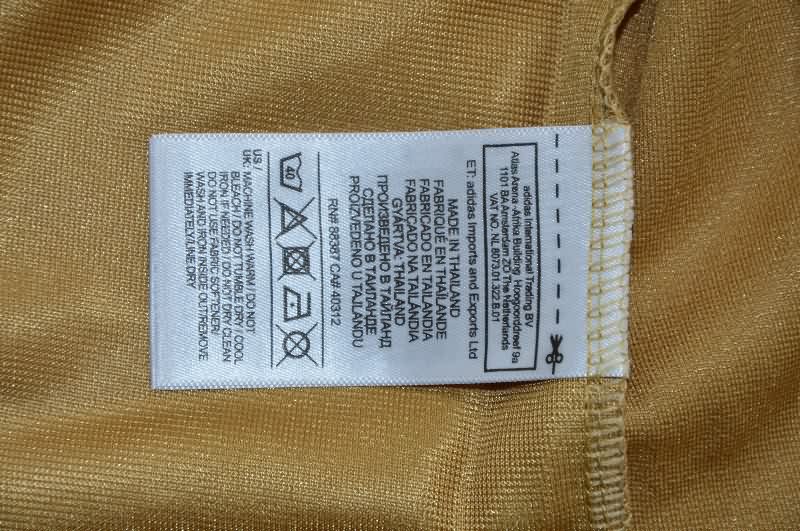 adidas International Trading BV
Atlas Arena -Afrika Building Hoogoorddreef 9a
1101 BA Amsterdam ZO The Netherlands
VAT NO. NL 8073.01.322.B.01
ET: adidas Imports and Exports Ltd
MADE IN THAILAND
FABRIQUÉ EN THAÏLANDE
FABRICADO EN TAILANDIA
FABRICADO NA TAILÂNDIA
GYÁRTVA: THAILAND
ПРОИЗВЕДЕНО В ТАИЛАНД
СДЕЛАНО В ТАИЛАНДЕ
PROIZVEDENO U TAJLANDU
RN# 88387 CA# 40312
40
US /
UK: MACHINE WASH WARM / DO NOT
BLEACH / DO NOT TUMBLE DRY / COOL
IRON (IF NEEDED) / DO NOT DRY CLEAN
DO NOT USE FABRIC SOFTENER/
WASH AND IRON INSIDE OUT/REMOVE
IMMEDIATELY/LINE DRY